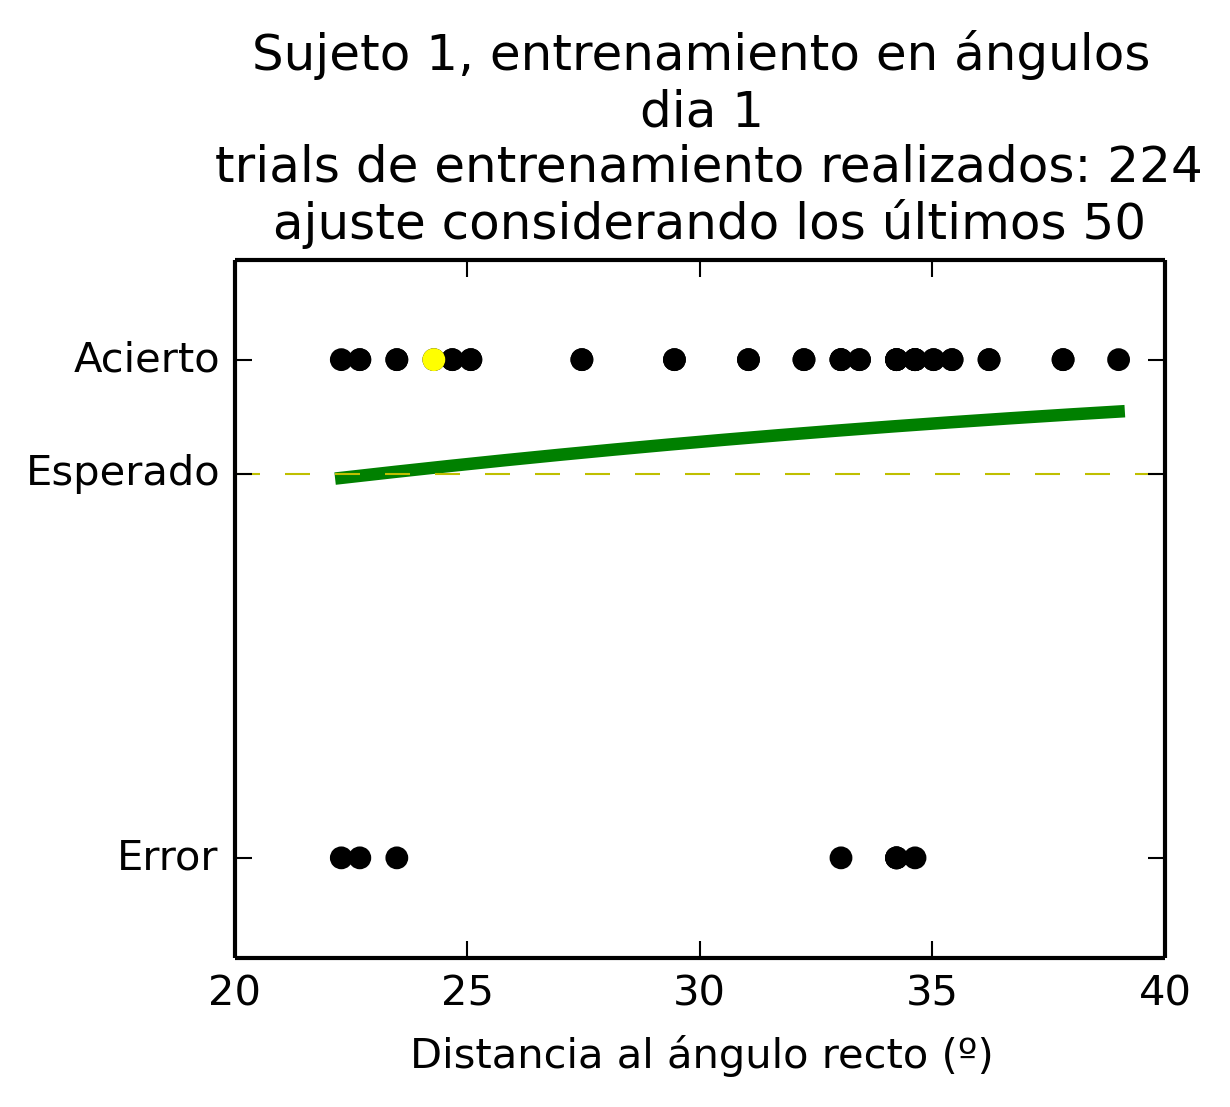 Sujeto 1, entrenamiento en ángulos
dia 1
trials de entrenamiento realizados: 224
ajuste considerando los últimos 50
Acierto
Esperado
Error
20 25 30 35 40
Distancia al ángulo recto (º)